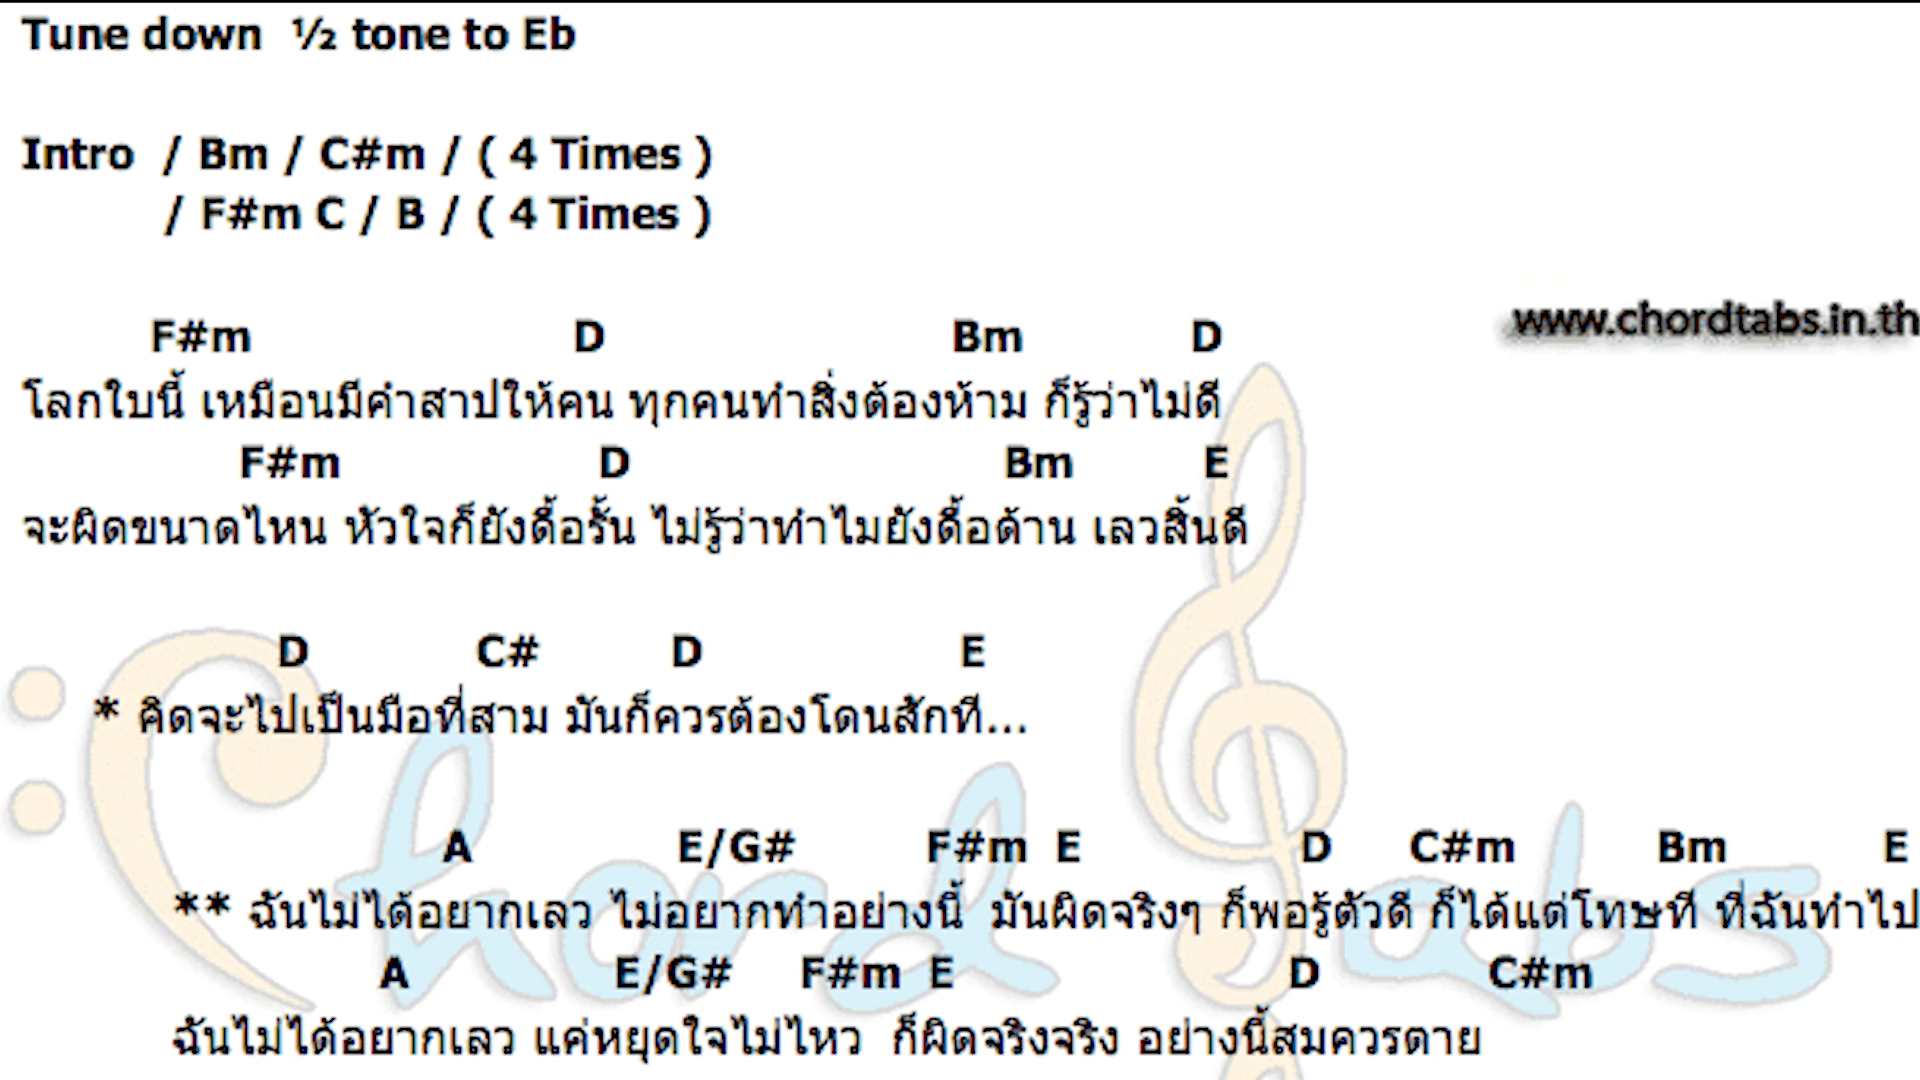 Tune down ½ tone to Eb
Intro / Bm / C#m / ( 4 Times )
/ F#m C / B / ( 4 Times )
www.chordtabs.in.th
F#m D Bm D
โลกใบนี้ เหมือนมีคำสาปให้คน ทุกคนทำสิ่งต้องห้าม ก็รู้ว่าไม่ดี
F#m D Bm E
จะผิดขนาดไหน หัวใจก็ยังดื้อรั้น ไม่รู้ว่าทำไมยังดื้อด้าน เลวสิ้นดี
D C# D E
* คิดจะไปเป็นมือที่สาม มันก็ควรต้องโดนสักที...
A E/G# F#m E D C#m Bm E
** ฉันไม่ได้อยากเลว ไม่อยากทำอย่างนี้ มันผิดจริงๆ ก็พอรู้ตัวดี ก็ได้แต่โทษที ที่ฉันทำไป
A E/G# F#m E D C#m
ฉันไม่ได้อยากเลว แค่หยุดใจไม่ไหว ก็ผิดจริงจริง อย่างนี้สมควรตาย
Chord Tabs